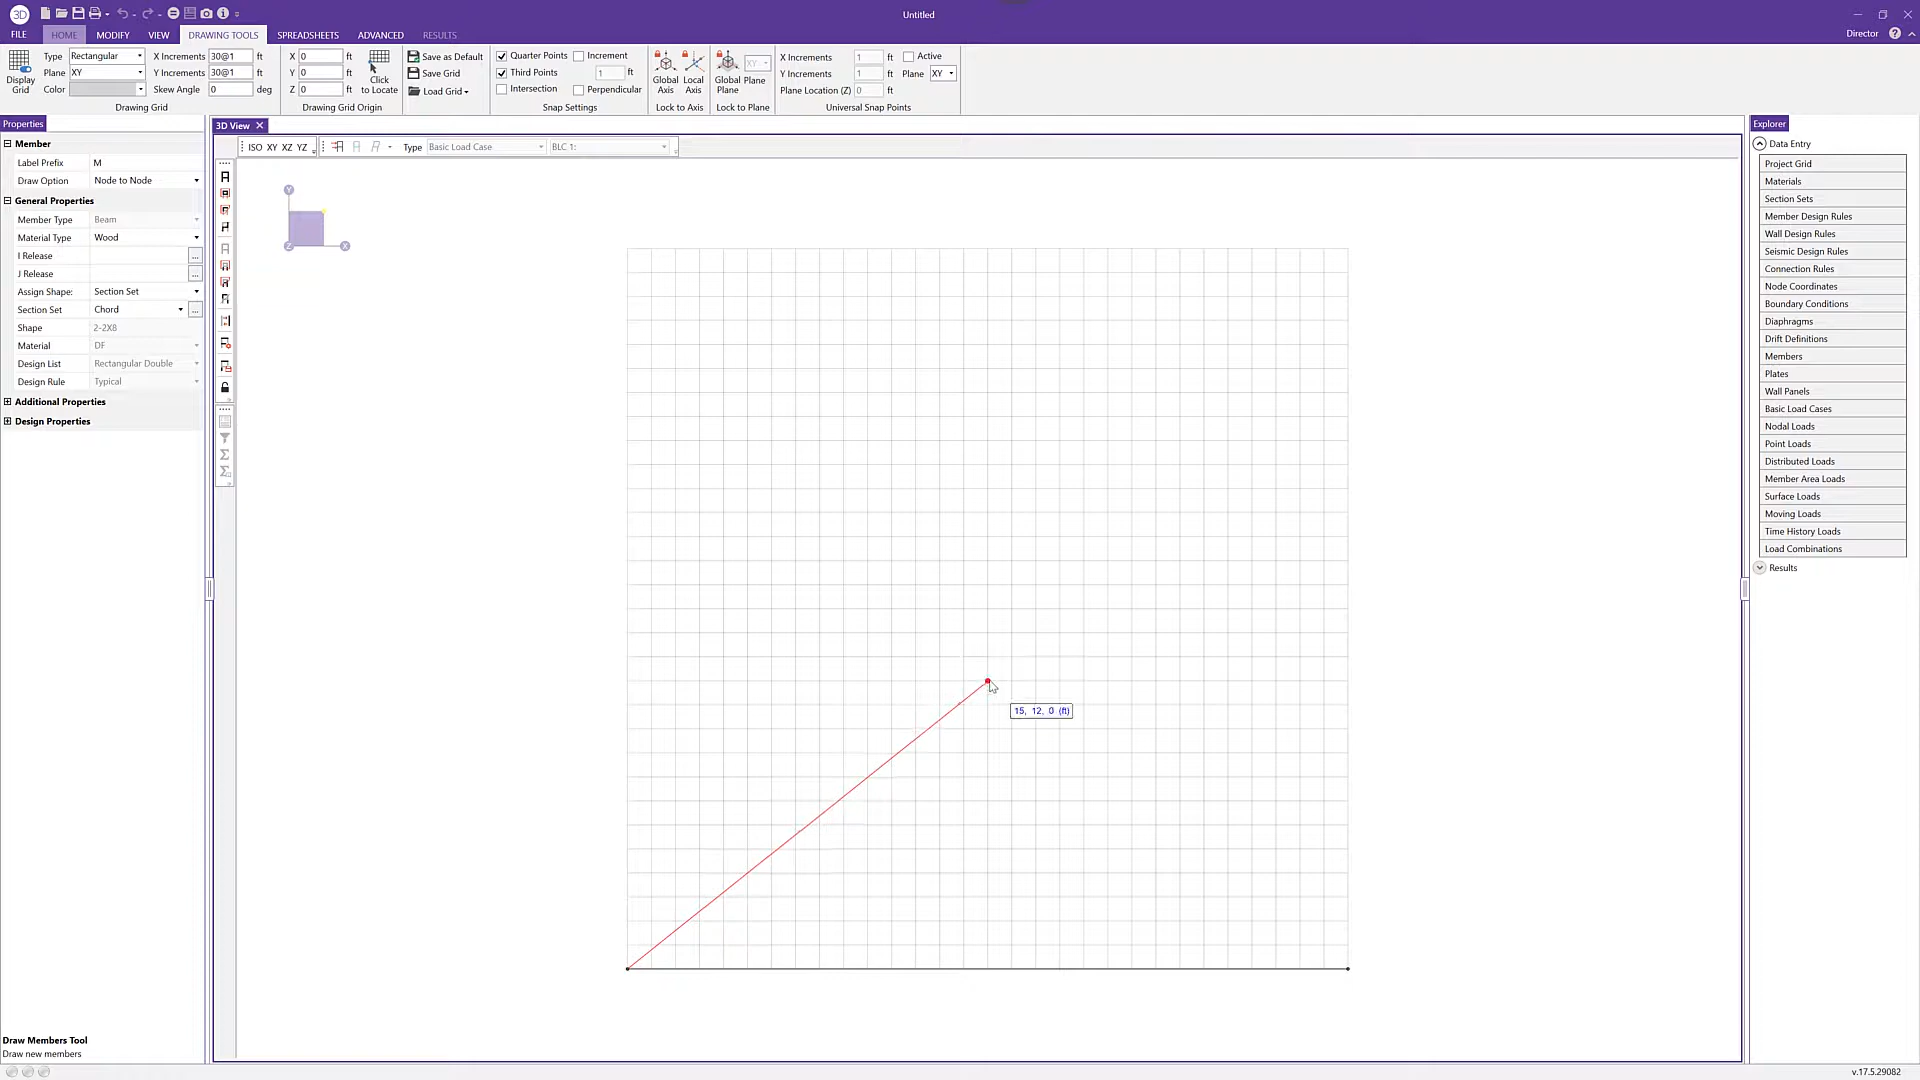 3D
Untitled
FILE
HOME
MODIFY
VIEW
DRAWING TOOLS
SPREADSHEETS
ADVANCED
RESULTS
Director
Display Grid
Type Rectangular
Plane XY
Color
X Increments 30@1 ft
Y Increments 30@1 ft
Skew Angle 0 deg
Drawing Grid
X 0 ft
Y 0 ft
Z 0 ft
Click to Locate
Drawing Grid Origin
Save as Default
Save Grid
Load Grid
Quarter Points
Increment
Third Points
1 ft
Intersection
Perpendicular
Snap Settings
Global Axis
Local Axis
Lock to Axis
Global Plane
XY
Plane
Lock to Plane
X Increments 1 ft
Active
Y Increments 1 ft
Plane XY
Plane Location (Z) 0 ft
Universal Snap Points
Properties
Member
Label Prefix M
Draw Option Node to Node
General Properties
Member Type Beam
Material Type Wood
I Release ...
J Release ...
Assign Shape: Section Set
Section Set Chord ...
Shape 2-2X8
Material DF
Design List Rectangular Double
Design Rule Typical
Additional Properties
Design Properties
Draw Members Tool
Draw new members
3D View
ISO XY XZ YZ
Type Basic Load Case
BLC 1:
Y
Z
X
15, 12, 0 (ft)
Explorer
Data Entry
Project Grid
Materials
Section Sets
Member Design Rules
Wall Design Rules
Seismic Design Rules
Connection Rules
Node Coordinates
Boundary Conditions
Diaphragms
Drift Definitions
Members
Plates
Wall Panels
Basic Load Cases
Nodal Loads
Point Loads
Distributed Loads
Member Area Loads
Surface Loads
Moving Loads
Time History Loads
Load Combinations
Results
v.17.5.29082